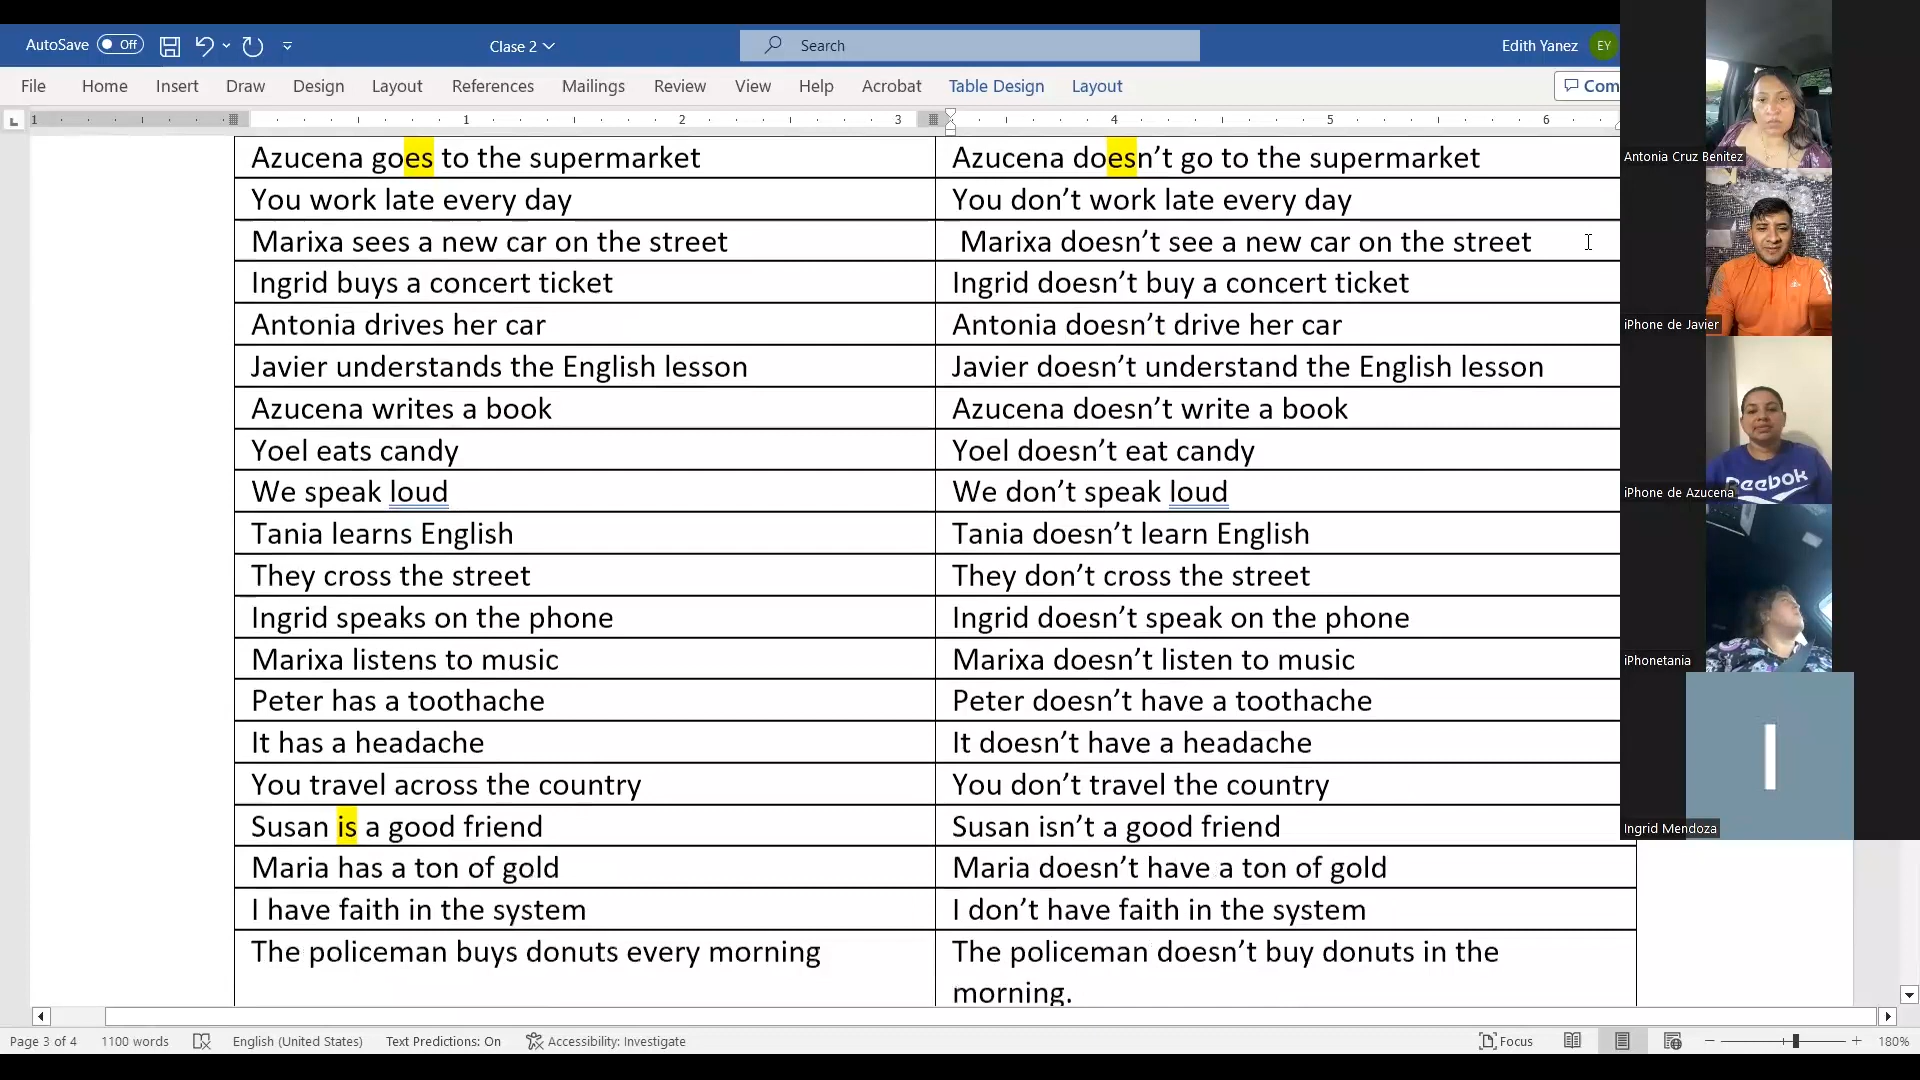 AutoSave Off Clase 2 Search Edith Yanez EY
File Home Insert Draw Design Layout References Mailings Review View Help Acrobat Table Design Layout Com
1 1 2 3 4 5 6
Azucena goes to the supermarket Azucena doesn’t go to the supermarket
You work late every day You don’t work late every day
Marixa sees a new car on the street Marixa doesn’t see a new car on the street
Ingrid buys a concert ticket Ingrid doesn’t buy a concert ticket
Antonia drives her car Antonia doesn’t drive her car
Javier understands the English lesson Javier doesn’t understand the English lesson
Azucena writes a book Azucena doesn’t write a book
Yoel eats candy Yoel doesn’t eat candy
We speak loud We don’t speak loud
Tania learns English Tania doesn’t learn English
They cross the street They don’t cross the street
Ingrid speaks on the phone Ingrid doesn’t speak on the phone
Marixa listens to music Marixa doesn’t listen to music
Peter has a toothache Peter doesn’t have a toothache
It has a headache It doesn’t have a headache
You travel across the country You don’t travel the country
Susan is a good friend Susan isn’t a good friend
Maria has a ton of gold Maria doesn’t have a ton of gold
I have faith in the system I don’t have faith in the system
The policeman buys donuts every morning The policeman doesn’t buy donuts in the
morning.
Antonia Cruz Benitez
iPhone de Javier
Reebok
iPhone de Azucena
iPhonetania
I
Ingrid Mendoza
Page 3 of 4 1100 words English (United States) Text Predictions: On Accessibility: Investigate Focus 180%